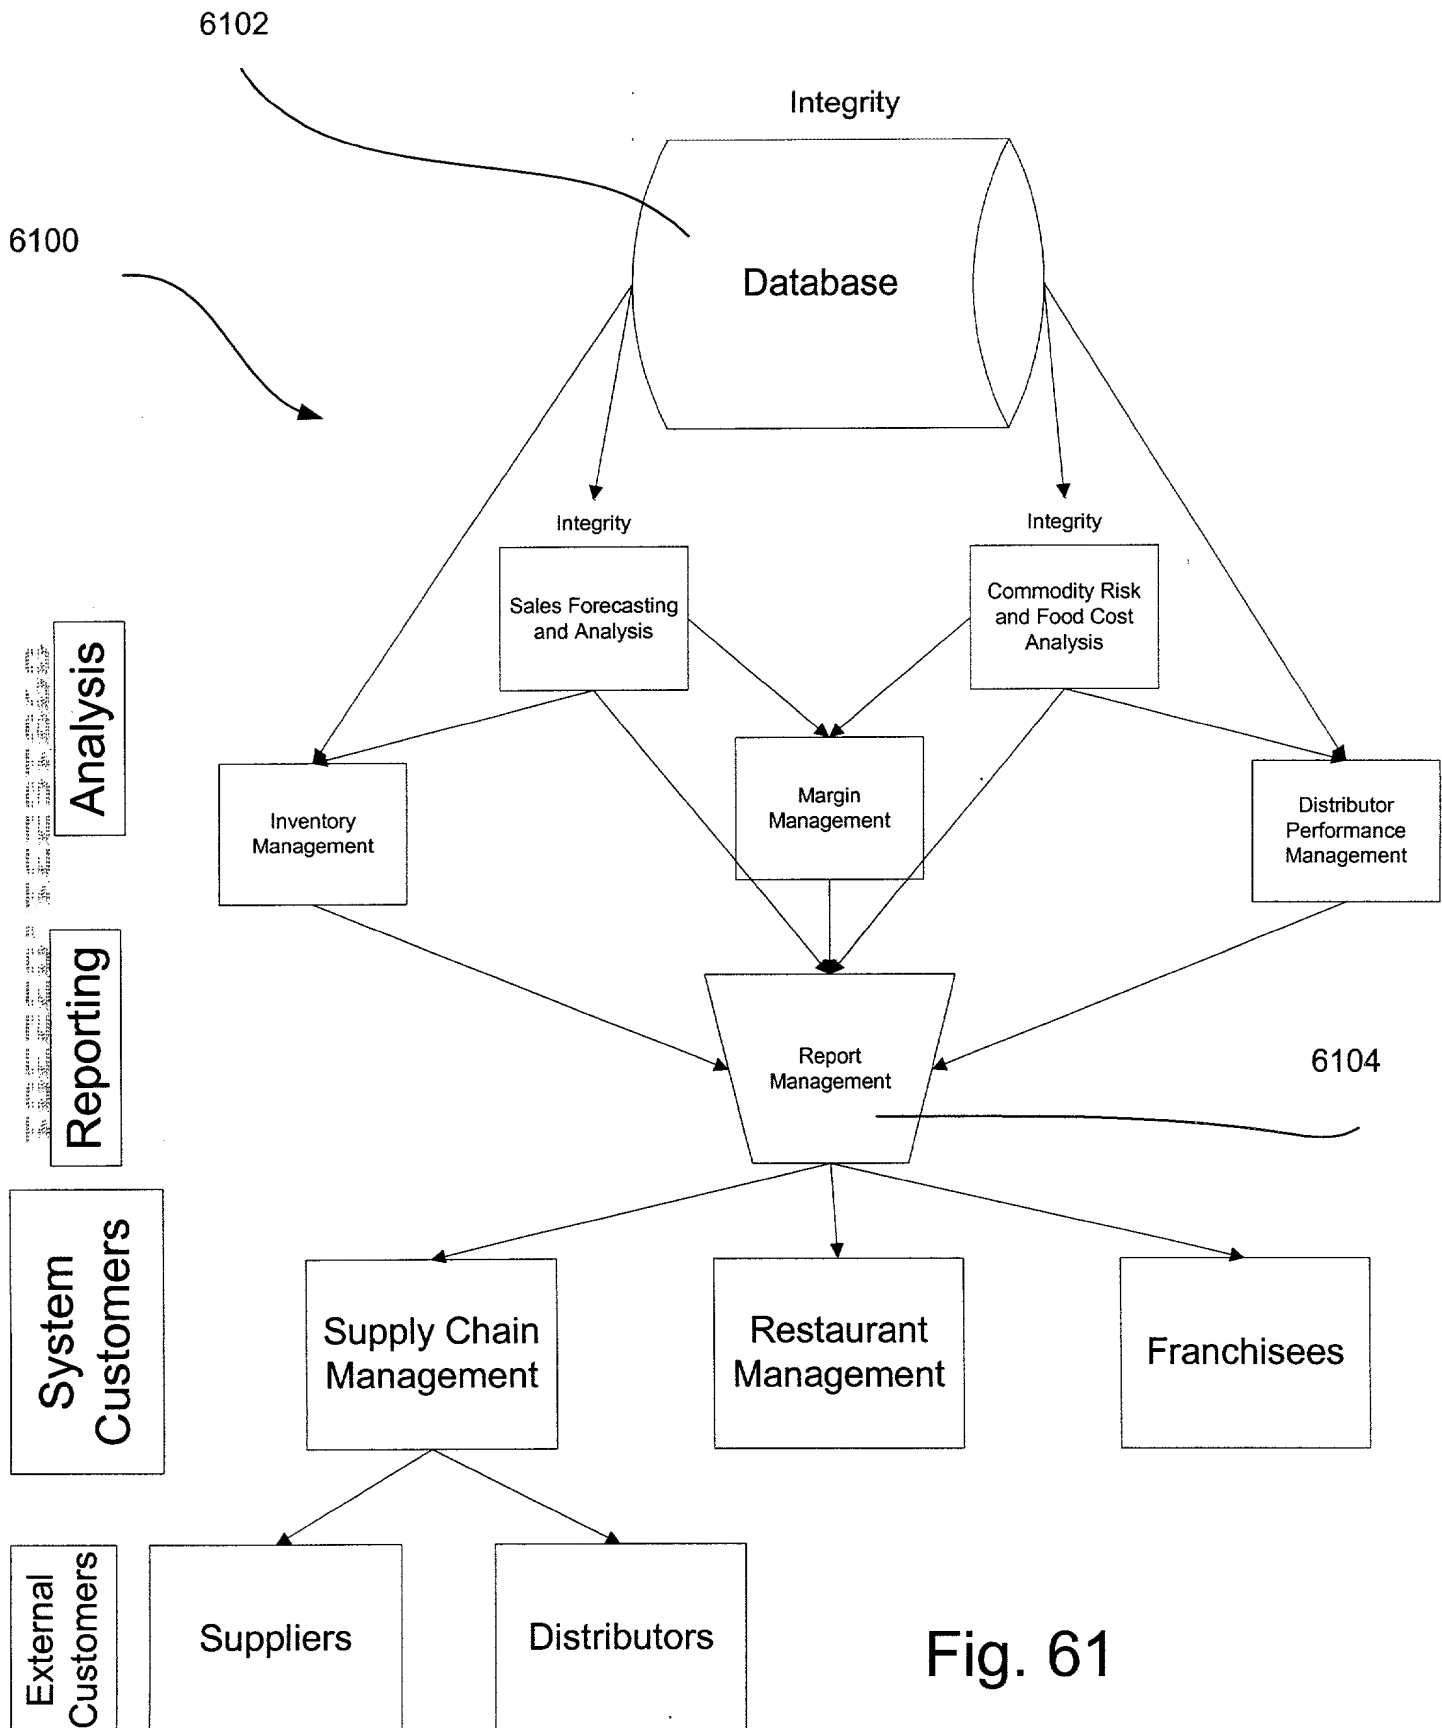 6102
Integrity
6100
Database
Integrity
Integrity
Sales Forecasting
and Analysis
Commodity Risk
and Food Cost
Analysis
Analysis
Inventory
Management
Margin
Management
Distributor
Performance
Management
Reporting
Report
Management
6104
System
Customers
Supply Chain
Management
Restaurant
Management
Franchisees
External
Customers
Suppliers
Distributors
Fig. 61